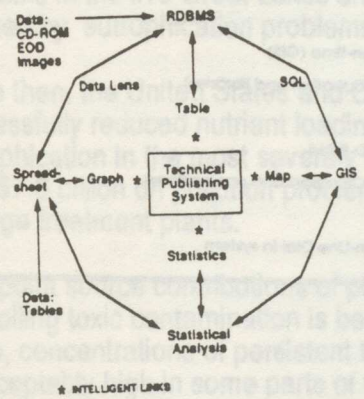 Data:
CD-ROM
EOD
Images
RDBMS
Data Lens
SQL
Table
Spread-
sheet
Graph
Technical
Publishing
System
Map
GIS
Statistics
Data:
Tables
Statistical
Analysis
★ INTELLIGENT LINKS